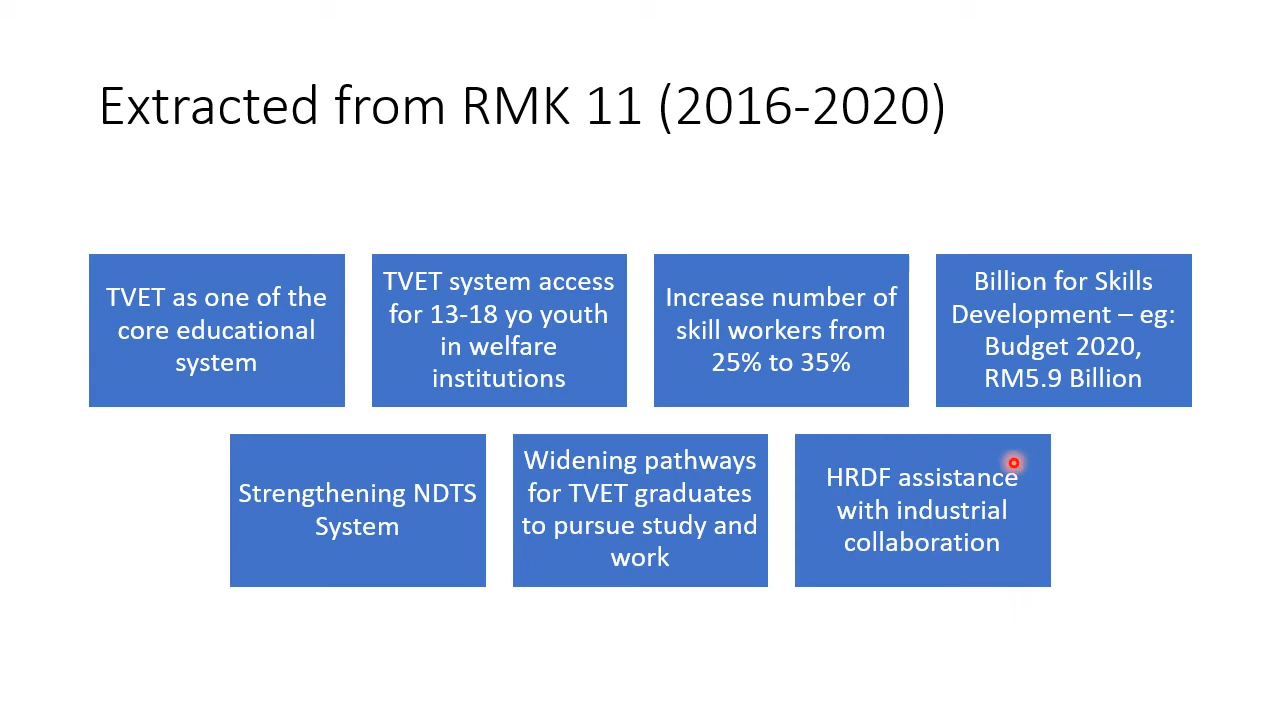 Extracted from RMK 11 (2016-2020)
TVET as one of the
core educational
system
TVET system access
for 13-18 yo youth
in welfare
institutions
Increase number of
skill workers from
25% to 35%
Billion for Skills
Development – eg:
Budget 2020,
RM5.9 Billion
Strengthening NDTS
System
Widening pathways
for TVET graduates
to pursue study and
work
HRDF assistance
with industrial
collaboration